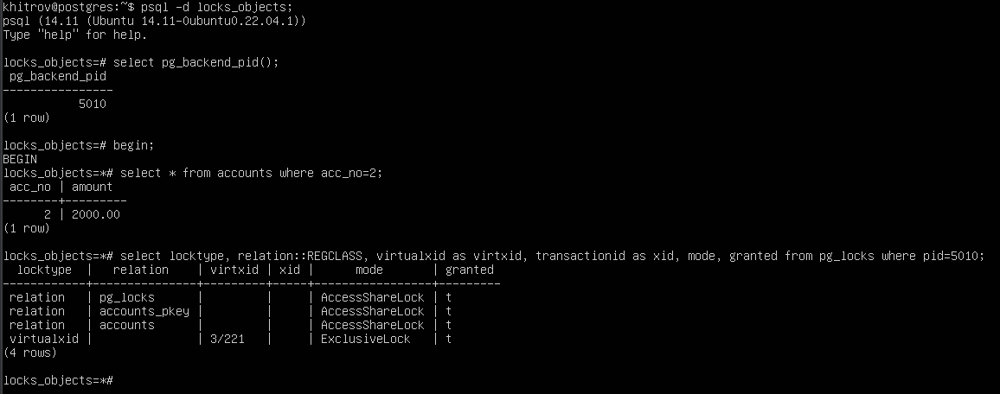 khitrov@postgres:~$ psql -d locks_objects;
psql (14.11 (Ubuntu 14.11-0ubuntu0.22.04.1))
Type "help" for help.

locks_objects=# select pg_backend_pid();
 pg_backend_pid
----------------
           5010
(1 row)

locks_objects=# begin;
BEGIN
locks_objects=*# select * from accounts where acc_no=2;
 acc_no | amount
--------+---------
      2 | 2000.00
(1 row)

locks_objects=*# select locktype, relation::REGCLASS, virtualxid as virtxid, transactionid as xid, mode, granted from pg_locks where pid=5010;
  locktype  |   relation    | virtxid | xid |      mode       | granted
------------+---------------+---------+-----+-----------------+---------
 relation   | pg_locks      |         |     | AccessShareLock | t
 relation   | accounts_pkey |         |     | AccessShareLock | t
 relation   | accounts      |         |     | AccessShareLock | t
 virtualxid |               | 3/221   |     | ExclusiveLock   | t
(4 rows)

locks_objects=*#